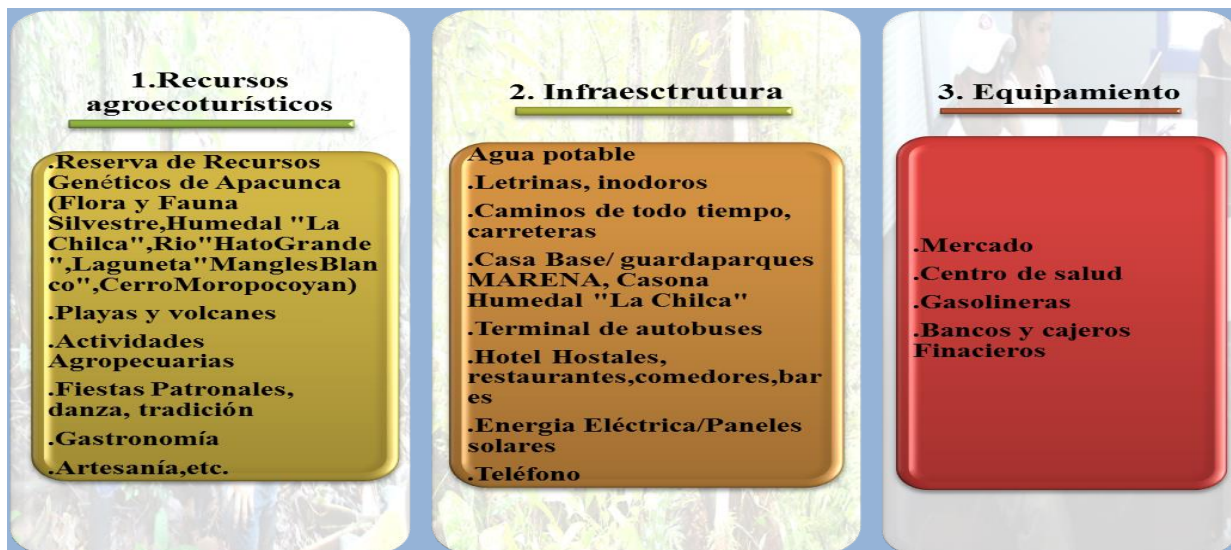 1.Recursos
agroecoturísticos
.Reserva de Recursos
Genéticos de Apacunca
(Flora y Fauna
Silvestre,Humedal "La
Chilca",Rio"HatoGrande
",Laguneta"ManglesBlan
co",CerroMoropocoyan)
.Playas y volcanes
.Actividades
Agropecuarias
.Fiestas Patronales,
danza, tradición
.Gastronomía
.Artesanía,etc.
2. Infraesctrutura
Agua potable
.Letrinas, inodoros
.Caminos de todo tiempo,
carreteras
.Casa Base/ guardaparques
MARENA, Casona
Humedal "La Chilca"
.Terminal de autobuses
.Hotel Hostales,
restaurantes,comedores,bar
es
.Energia Eléctrica/Paneles
solares
.Teléfono
3. Equipamiento
.Mercado
.Centro de salud
.Gasolineras
.Bancos y cajeros
Finacieros